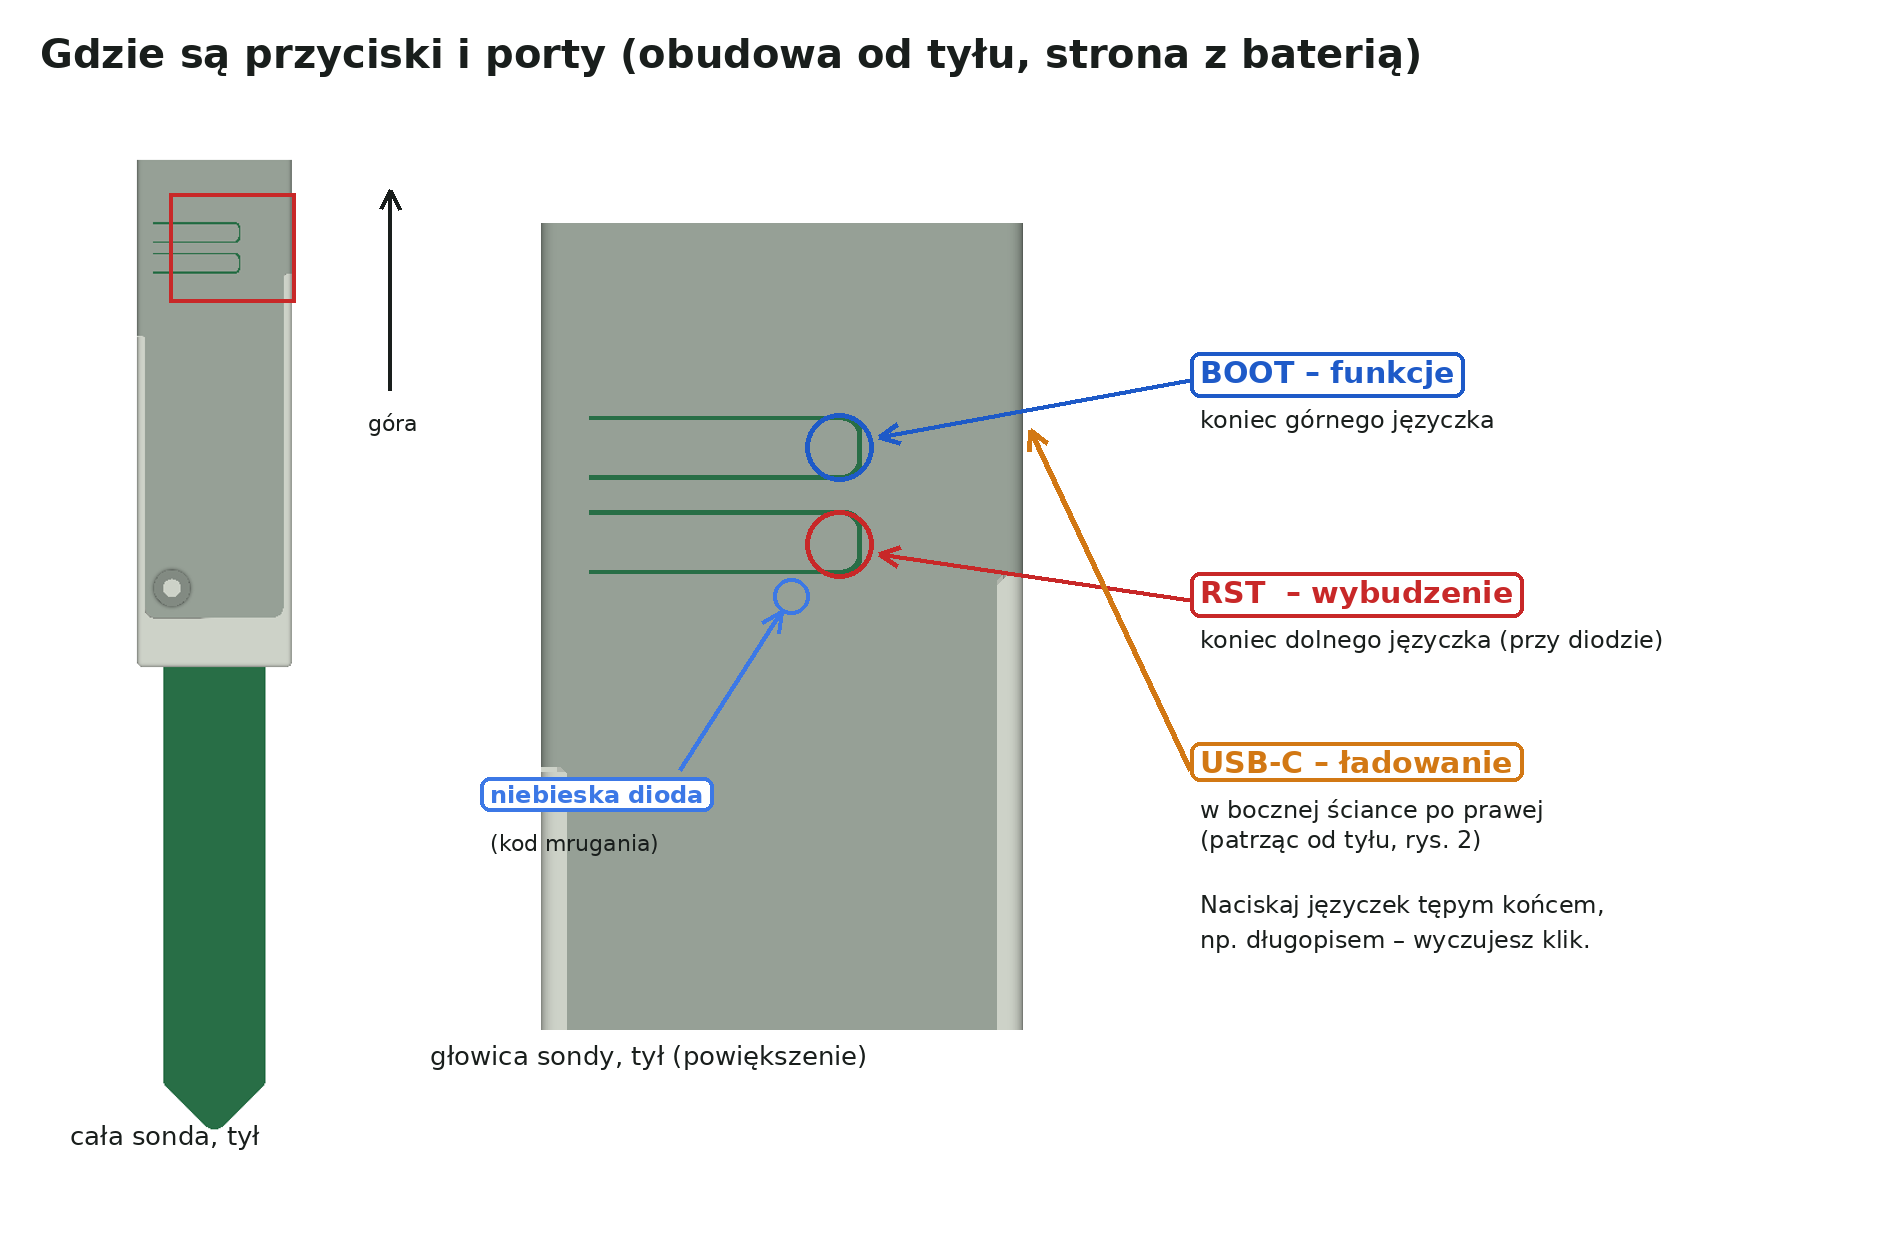 Gdzie są przyciski i porty (obudowa od tyłu, strona z baterią)
góra
BOOT – funkcje
koniec górnego języczka
RST – wybudzenie
koniec dolnego języczka (przy diodzie)
USB-C – ładowanie
w bocznej ściance po prawej
(patrząc od tyłu, rys. 2)
niebieska dioda
(kod mrugania)
Naciskaj języczek tępym końcem,
np. długopisem – wyczujesz klik.
głowica sondy, tył (powiększenie)
cała sonda, tył